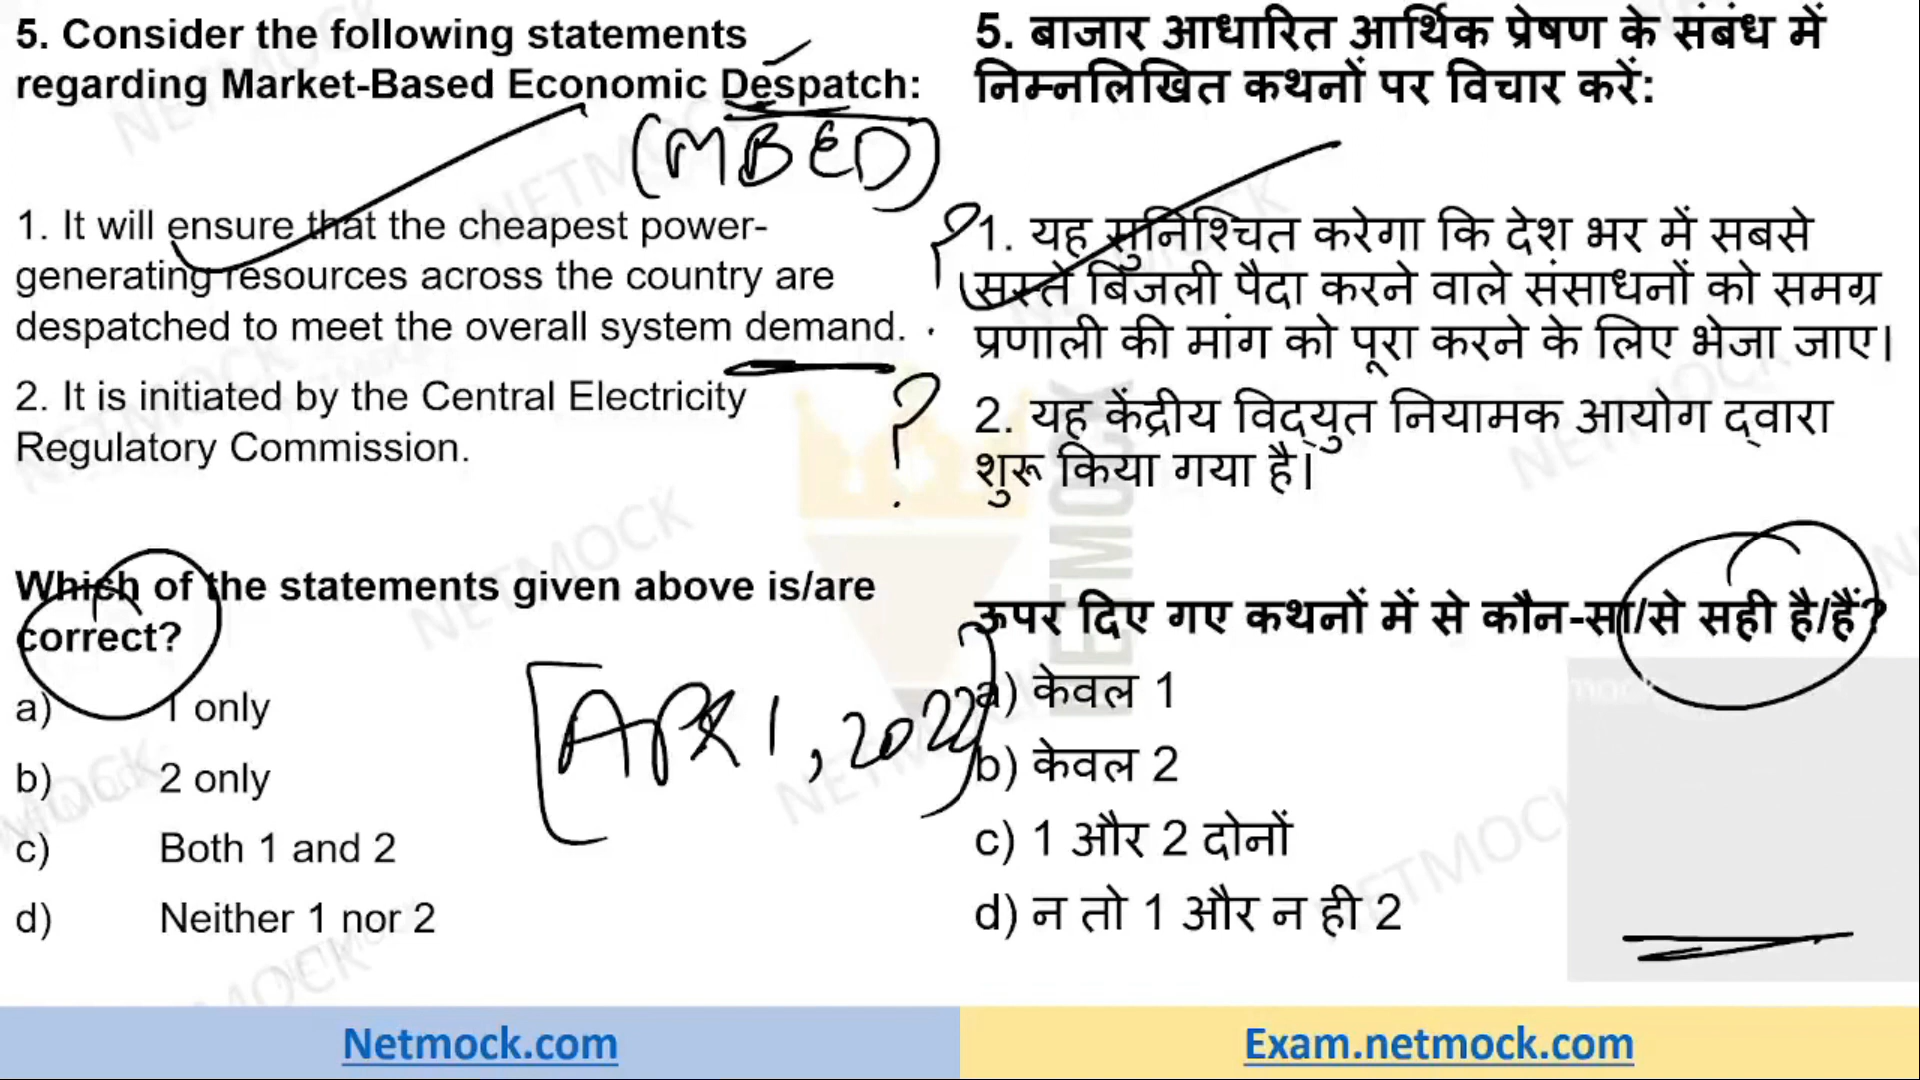 5. Consider the following statements
regarding Market-Based Economic Despatch:
(MBED)
1. It will ensure that the cheapest power-
generating resources across the country are
despatched to meet the overall system demand.
2. It is initiated by the Central Electricity
Regulatory Commission.
?
Which of the statements given above is/are
correct?
a) 1 only
b) 2 only
c) Both 1 and 2
d) Neither 1 nor 2
[APR 1, 2022]
5. बाजार आधारित आर्थिक प्रेषण के संबंध में
निम्नलिखित कथनों पर विचार करें:
?
1. यह सुनिश्चित करेगा कि देश भर में सबसे
सस्ते बिजली पैदा करने वाले संसाधनों को समग्र
प्रणाली की मांग को पूरा करने के लिए भेजा जाए।
2. यह केंद्रीय विद्युत नियामक आयोग द्वारा
शुरू किया गया है।
ऊपर दिए गए कथनों में से कौन-सा/से सही है/हैं?
a) केवल 1
b) केवल 2
c) 1 और 2 दोनों
d) न तो 1 और न ही 2
NETMOCK
Netmock.com
Exam.netmock.com